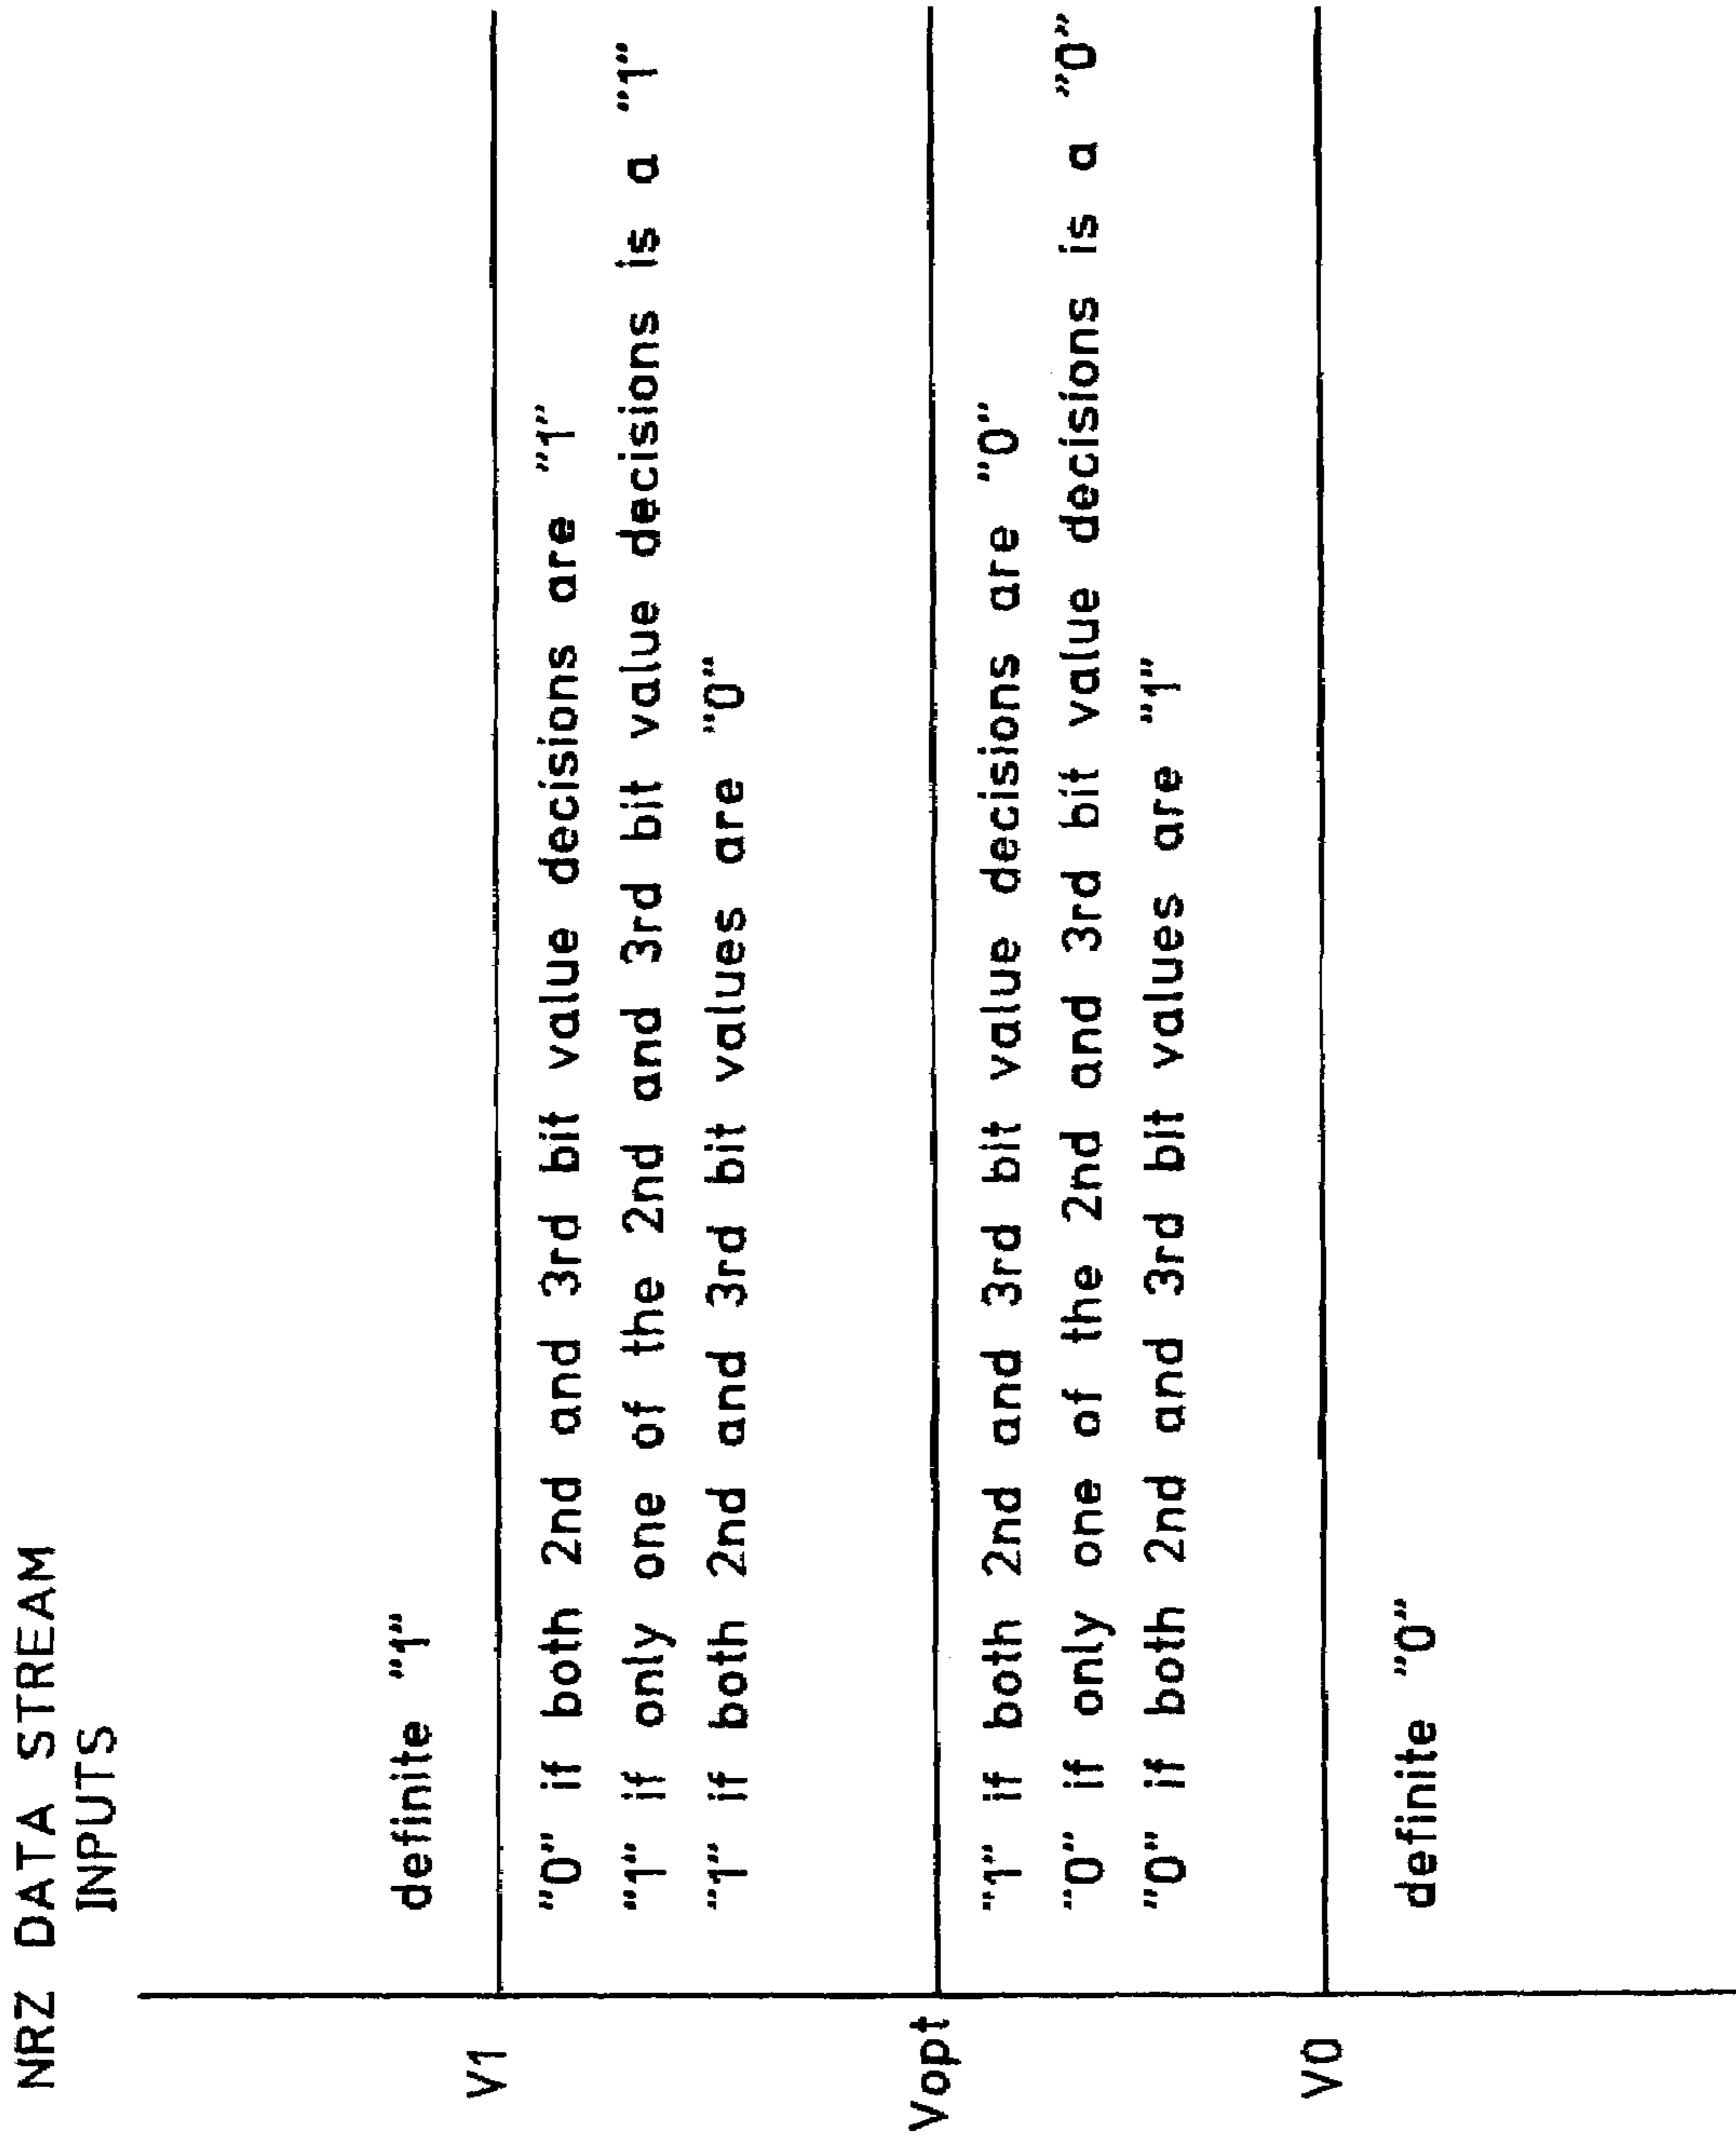 NRZ DATA STREAM
INPUTS
definite "1"
V1
"0" if both 2nd and 3rd bit value decisions are "1"
"1" if only one of the 2nd and 3rd bit value decisions is a "1"
"1" if both 2nd and 3rd bit values are "0"
Vopt
"1" if both 2nd and 3rd bit value decisions are "0"
"0" if only one of the 2nd and 3rd bit value decisions is a "0"
"0" if both 2nd and 3rd bit values are "1"
V0
definite "0"